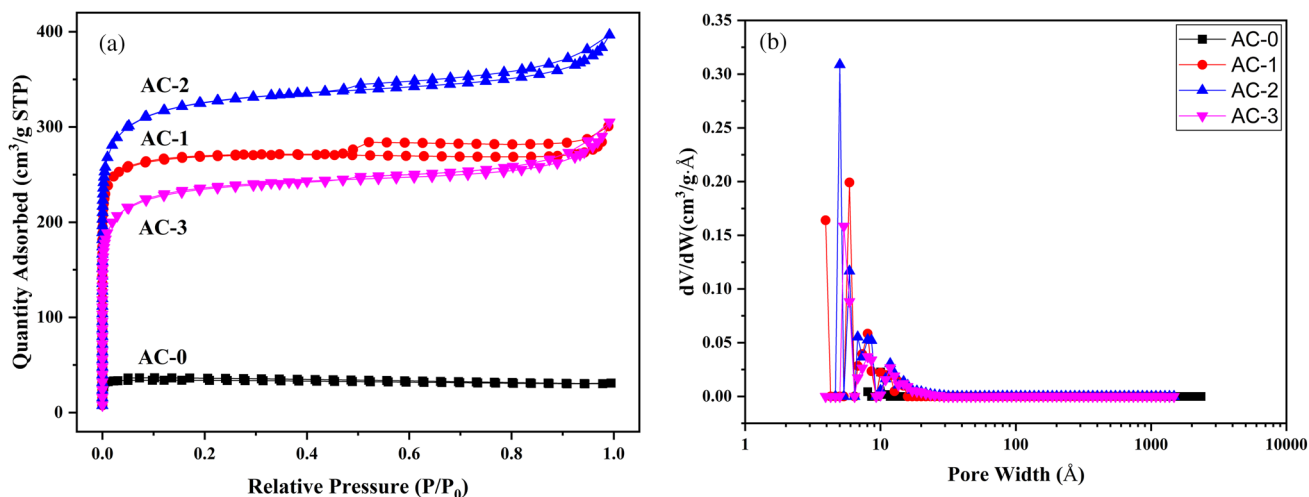 (a)
Quantity Adsorbed (cm³/g STP)
400
300
200
100
0
AC-2
AC-1
AC-3
AC-0
0.0 0.2 0.4 0.6 0.8 1.0
Relative Pressure (P/P₀)
(b)
dV/dW(cm³/g·Å)
0.35
0.30
0.25
0.20
0.15
0.10
0.05
0.00
AC-0
AC-1
AC-2
AC-3
1 10 100 1000 10000
Pore Width (Å)